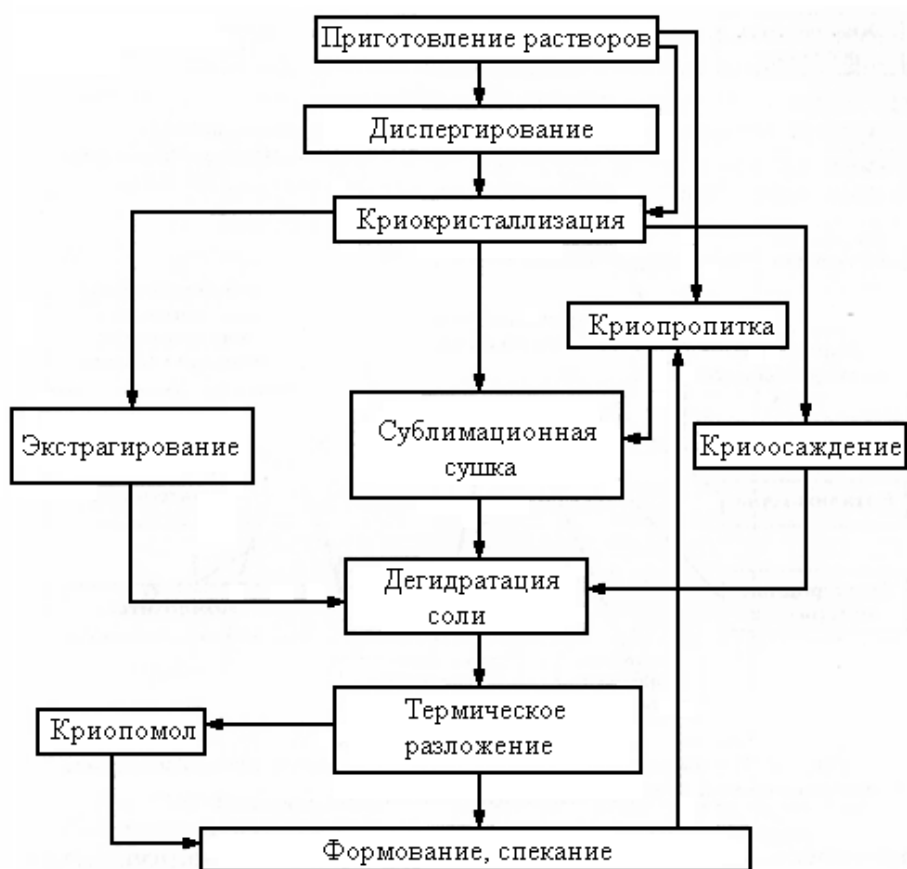 Приготовление растворов
Диспергирование
Криокристаллизация
Криопропитка
Экстрагирование
Сублимационная
сушка
Криоосаждение
Дегидратация
соли
Криопомол
Термическое
разложение
Формование, спекание